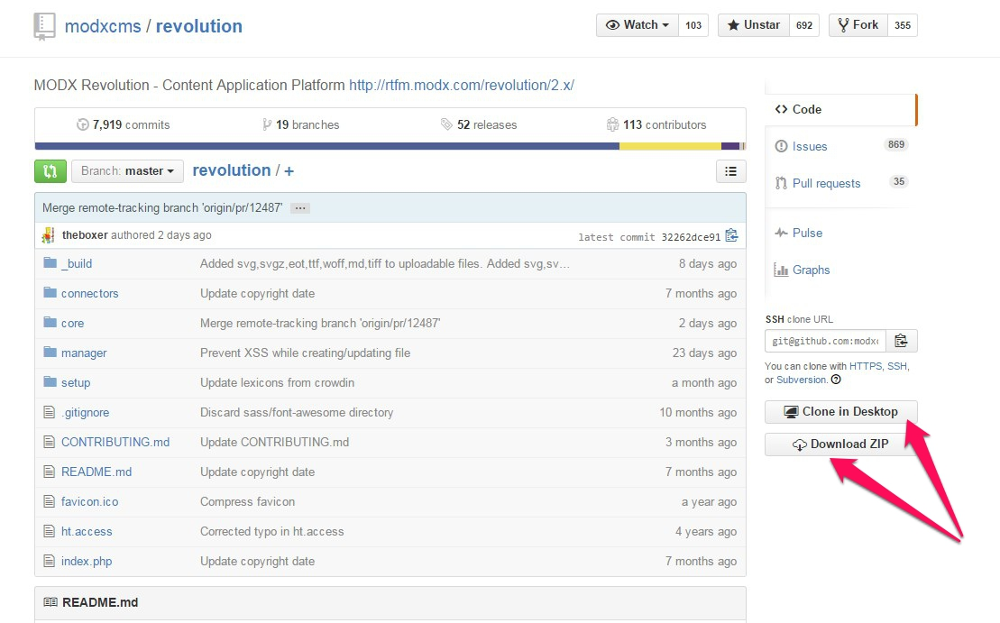 modxcms / revolution
Watch 103 Unstar 692 Fork 355
MODX Revolution - Content Application Platform http://rtfm.modx.com/revolution/2.x/
7,919 commits 19 branches 52 releases 113 contributors
Branch: master revolution / +
Merge remote-tracking branch 'origin/pr/12487' ...
theboxer authored 2 days ago latest commit 32262dce91
_build Added svg,svgz,eot,ttf,woff,md,tiff to uploadable files. Added svg,sv… 8 days ago
connectors Update copyright date 7 months ago
core Merge remote-tracking branch 'origin/pr/12487' 2 days ago
manager Prevent XSS while creating/updating file 23 days ago
setup Update lexicons from crowdin a month ago
.gitignore Discard sass/font-awesome directory 10 months ago
CONTRIBUTING.md Update CONTRIBUTING.md 3 months ago
README.md Update copyright date 7 months ago
favicon.ico Compress favicon a year ago
ht.access Corrected typo in ht.access 4 years ago
index.php Update copyright date 7 months ago
README.md
Code
Issues 869
Pull requests 35
Pulse
Graphs
SSH clone URL
git@github.com:modxc
You can clone with HTTPS, SSH,
or Subversion.
Clone in Desktop
Download ZIP